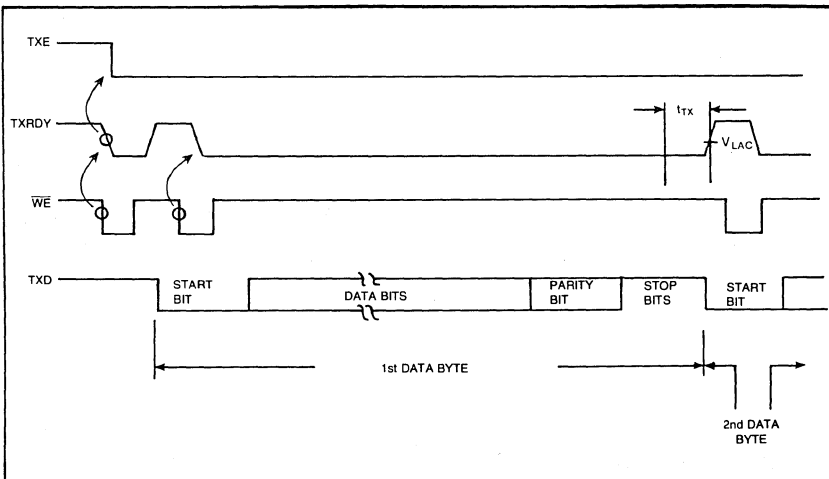 TXE
TXRDY
tTX
VLAC
WE
TXD
START
BIT
DATA BITS
PARITY
BIT
STOP
BITS
START
BIT
1st DATA BYTE
2nd DATA
BYTE